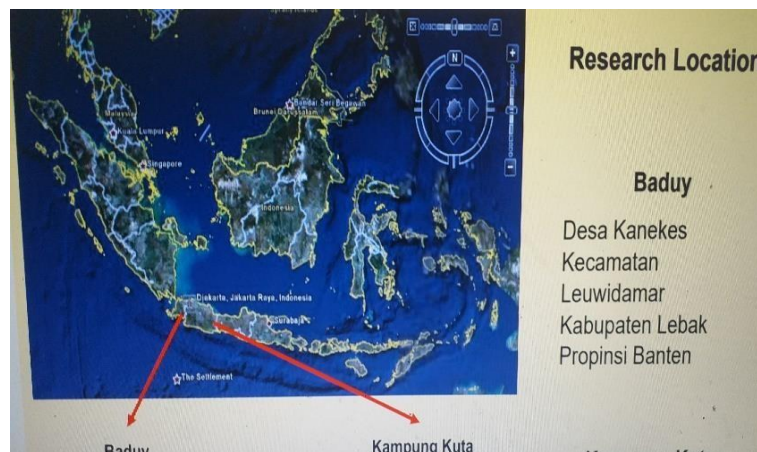 Research Location
Malaysia
Kuala Lumpur
Bandar Seri Begawan
Brunei Darussalam
Singapore
Indonesia
Djakarta, Jakarta Raya, Indonesia
Surabaja
The Settlement
N
Baduy
Desa Kanekes
Kecamatan
Leuwidamar
Kabupaten Lebak
Propinsi Banten
Baduy
Kampung Kuta